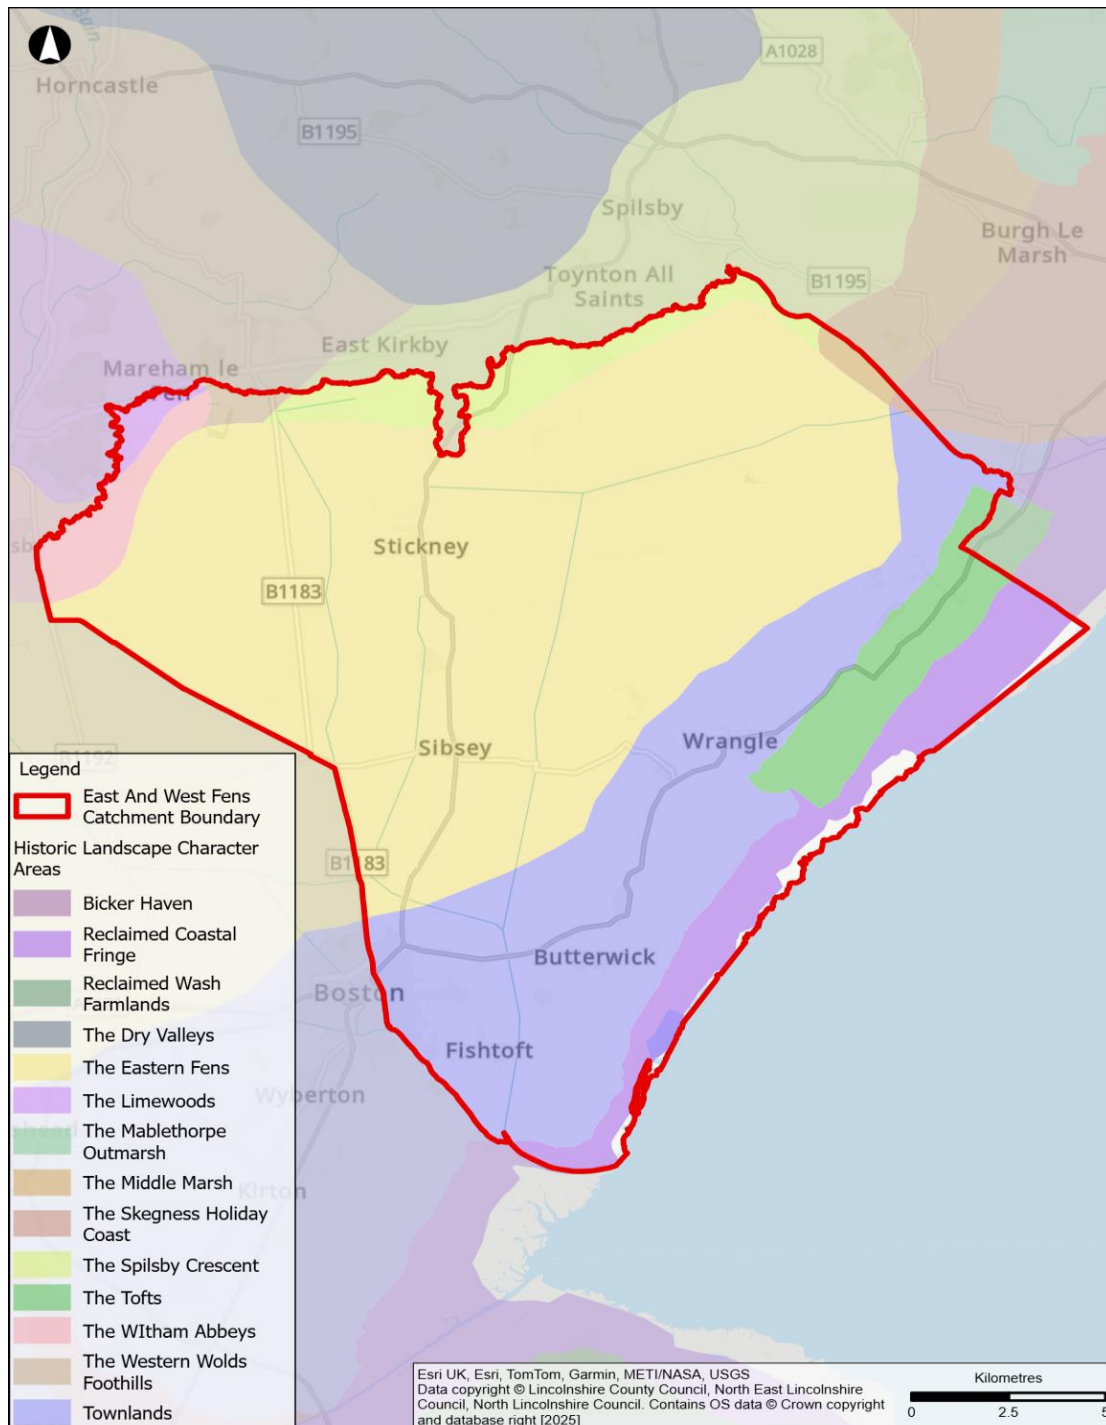 Bain
Horncastle
A1028
B1195
Spilsby
Burgh Le
Marsh
Toynton All
Saints
B1195
East Kirkby
Mareham le
Fen
Stickney
B1183
Sibsey
Wrangle
B1192
B1183
Butterwick
Boston
Fishtoft
Wyberton
Kirton
Legend
East And West Fens
Catchment Boundary
Historic Landscape Character
Areas
Bicker Haven
Reclaimed Coastal
Fringe
Reclaimed Wash
Farmlands
The Dry Valleys
The Eastern Fens
The Limewoods
The Mablethorpe
Outmarsh
The Middle Marsh
The Skegness Holiday
Coast
The Spilsby Crescent
The Tofts
The WItham Abbeys
The Western Wolds
Foothills
Townlands
Esri UK, Esri, TomTom, Garmin, METI/NASA, USGS
Data copyright © Lincolnshire County Council, North East Lincolnshire
Council, North Lincolnshire Council. Contains OS data © Crown copyright
and database right [2025]
Kilometres
0 2.5 5